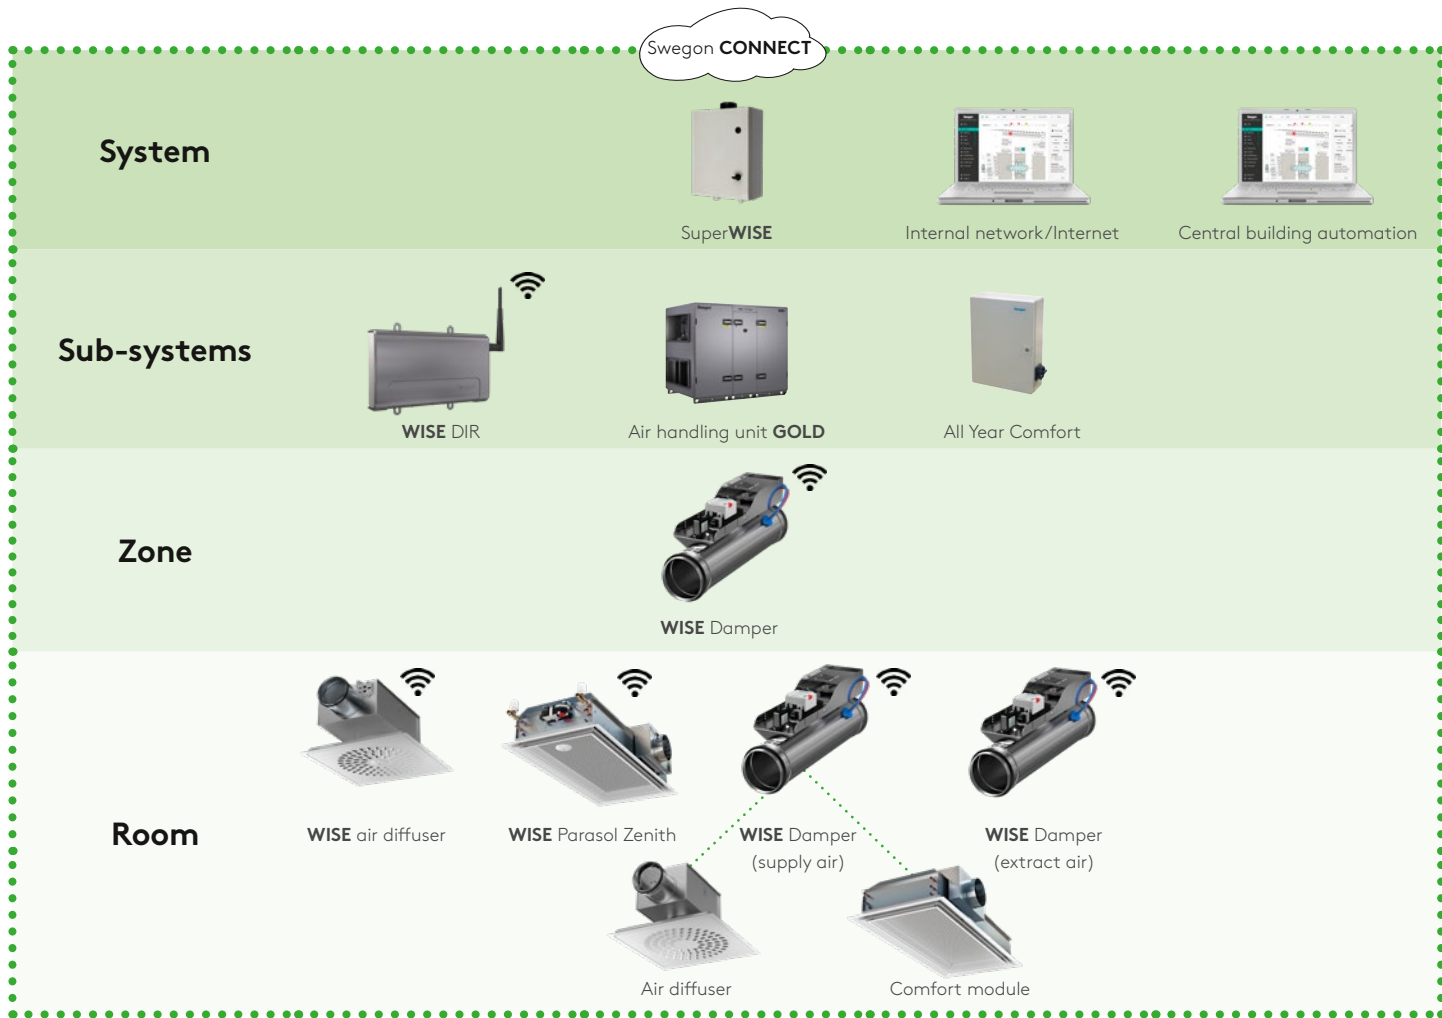 Swegon CONNECT
System
SuperWISE
Internal network/Internet
Central building automation
Sub-systems
WISE DIR
Air handling unit GOLD
All Year Comfort
Zone
WISE Damper
Room
WISE air diffuser
WISE Parasol Zenith
WISE Damper
(supply air)
WISE Damper
(extract air)
Air diffuser
Comfort module